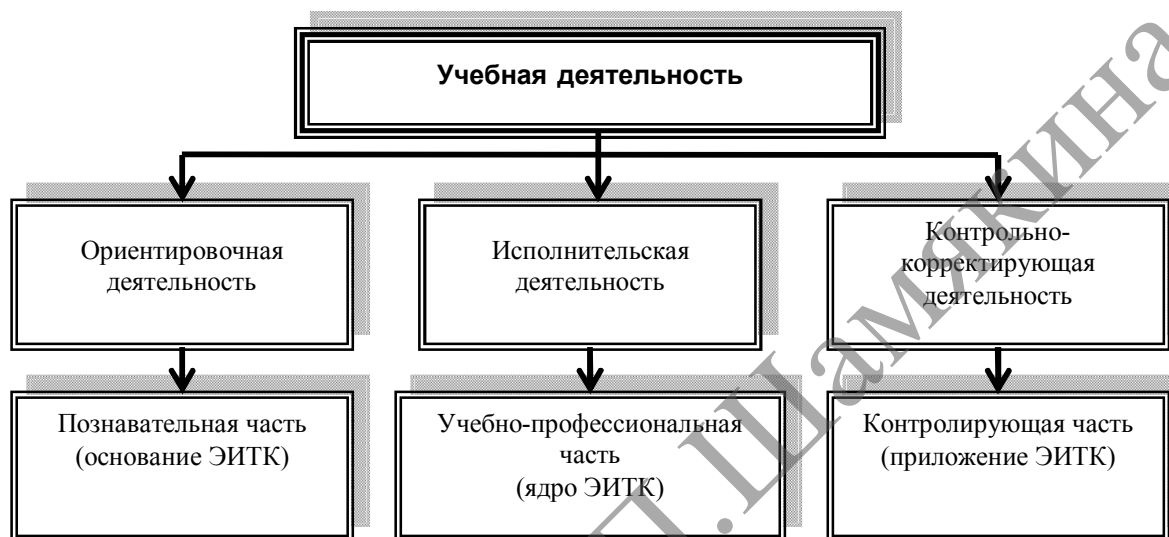 Учебная деятельность
Ориентировочная
деятельность
Исполнительская
деятельность
Контрольно-
корректирующая
деятельность
Познавательная часть
(основание ЭИТК)
Учебно-профессиональная
часть
(ядро ЭИТК)
Контролирующая часть
(приложение ЭИТК)
П.Шамякина